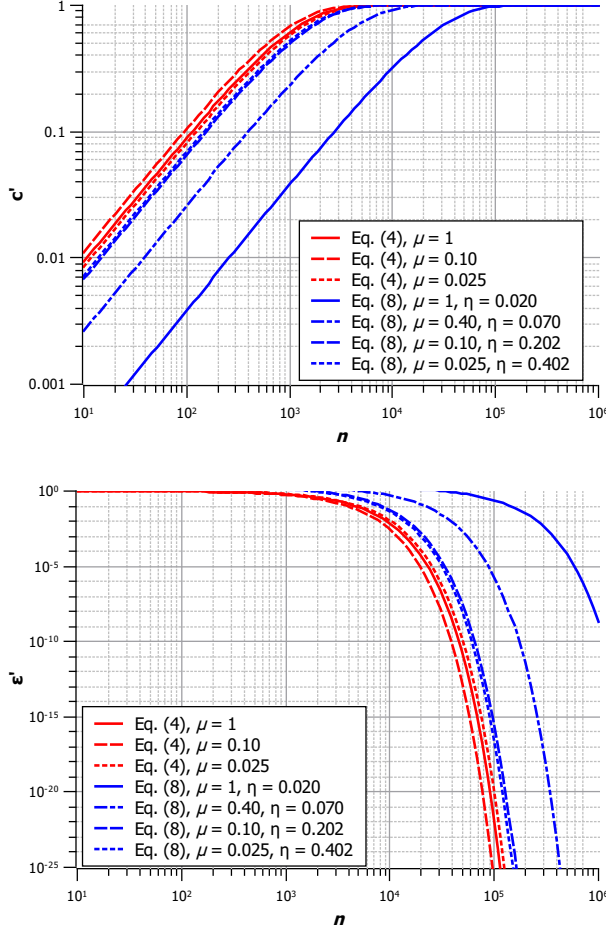 1
0.1
0.01
0.001
c'
Eq. (4), μ = 1
Eq. (4), μ = 0.10
Eq. (4), μ = 0.025
Eq. (8), μ = 1, η = 0.020
Eq. (8), μ = 0.40, η = 0.070
Eq. (8), μ = 0.10, η = 0.202
Eq. (8), μ = 0.025, η = 0.402
10¹ 10² 10³ 10⁴ 10⁵ 10⁶
n
10⁰
10⁻⁵
10⁻¹⁰
10⁻¹⁵
10⁻²⁰
10⁻²⁵
ε'
Eq. (4), μ = 1
Eq. (4), μ = 0.10
Eq. (4), μ = 0.025
Eq. (8), μ = 1, η = 0.020
Eq. (8), μ = 0.40, η = 0.070
Eq. (8), μ = 0.10, η = 0.202
Eq. (8), μ = 0.025, η = 0.402
10¹ 10² 10³ 10⁴ 10⁵ 10⁶
n